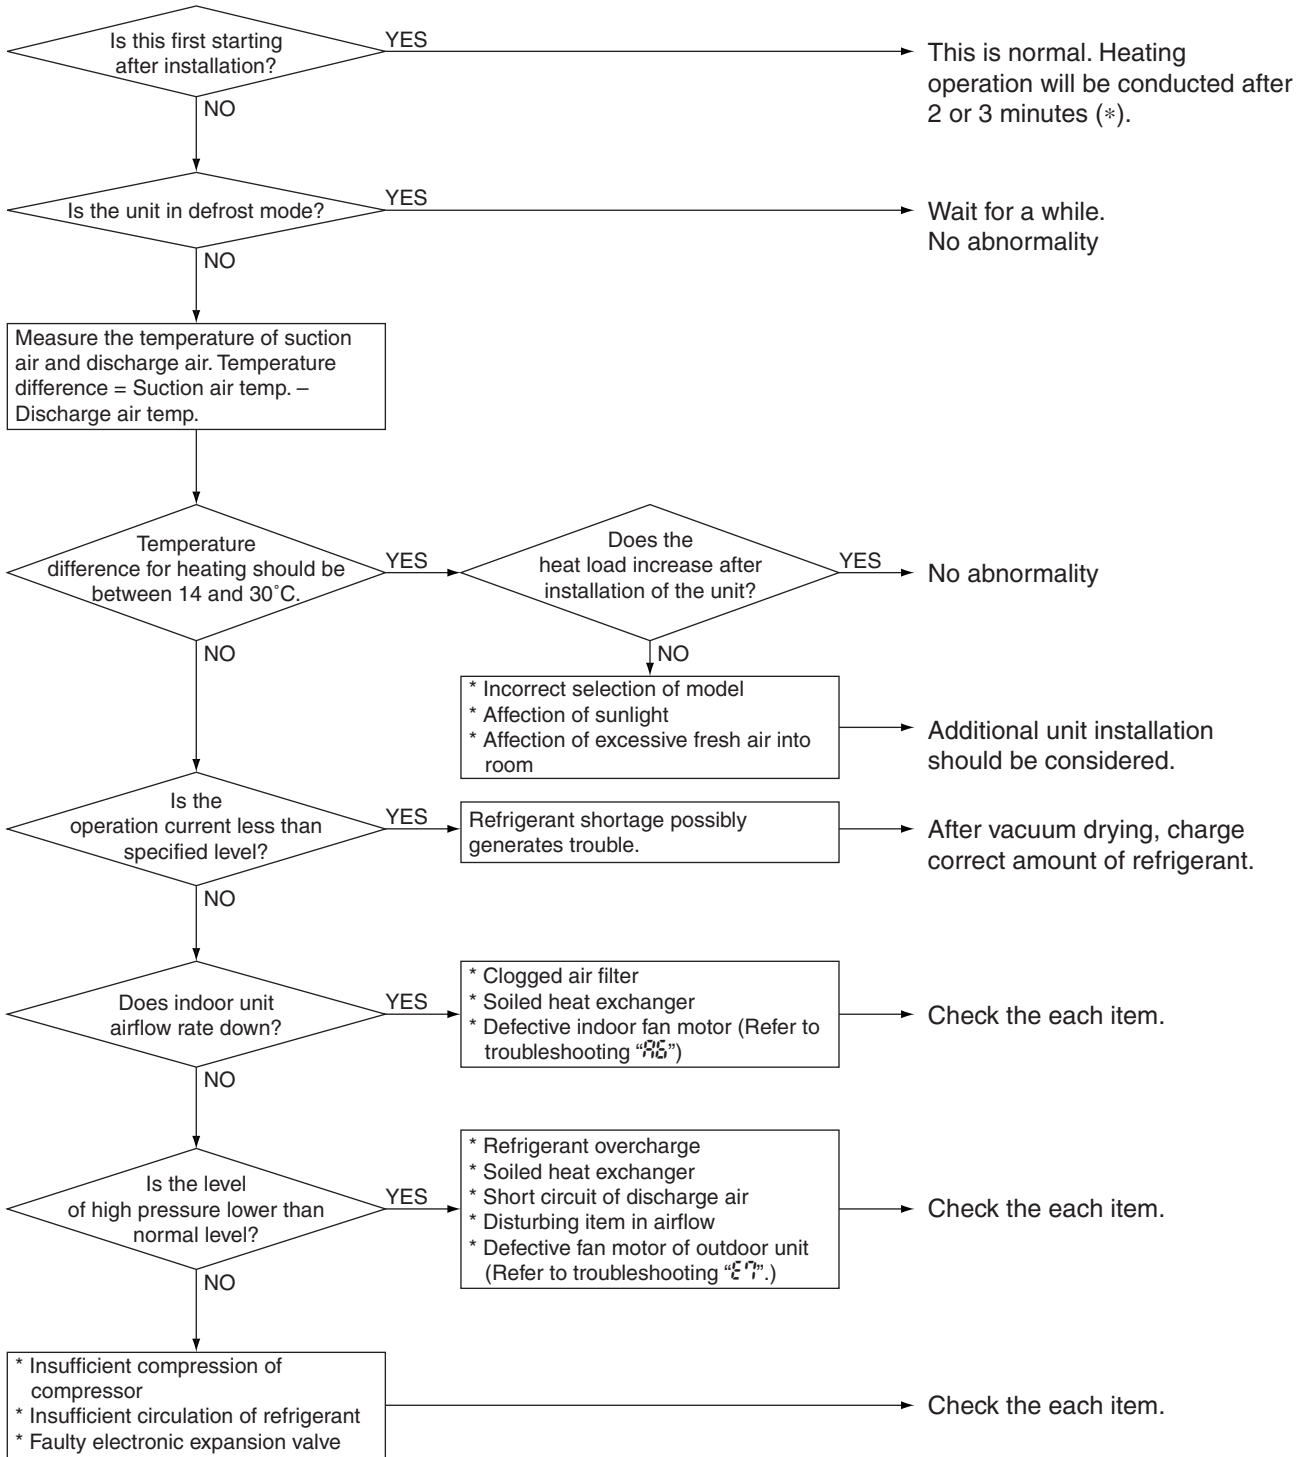 Is this first starting
after installation?
YES
This is normal. Heating
operation will be conducted after
2 or 3 minutes (*).
NO
Is the unit in defrost mode?
YES
Wait for a while.
No abnormality
NO
Measure the temperature of suction
air and discharge air. Temperature
difference = Suction air temp. –
Discharge air temp.
Temperature
difference for heating should be
between 14 and 30˚C.
YES
Does the
heat load increase after
installation of the unit?
YES
No abnormality
NO
NO
* Incorrect selection of model
* Affection of sunlight
* Affection of excessive fresh air into
room
Additional unit installation
should be considered.
Is the
operation current less than
specified level?
YES
Refrigerant shortage possibly
generates trouble.
After vacuum drying, charge
correct amount of refrigerant.
NO
Does indoor unit
airflow rate down?
YES
* Clogged air filter
* Soiled heat exchanger
* Defective indoor fan motor (Refer to
troubleshooting “A6”)
Check the each item.
NO
Is the level
of high pressure lower than
normal level?
YES
* Refrigerant overcharge
* Soiled heat exchanger
* Short circuit of discharge air
* Disturbing item in airflow
* Defective fan motor of outdoor unit
(Refer to troubleshooting “E7”.)
Check the each item.
NO
* Insufficient compression of
compressor
* Insufficient circulation of refrigerant
* Faulty electronic expansion valve
Check the each item.